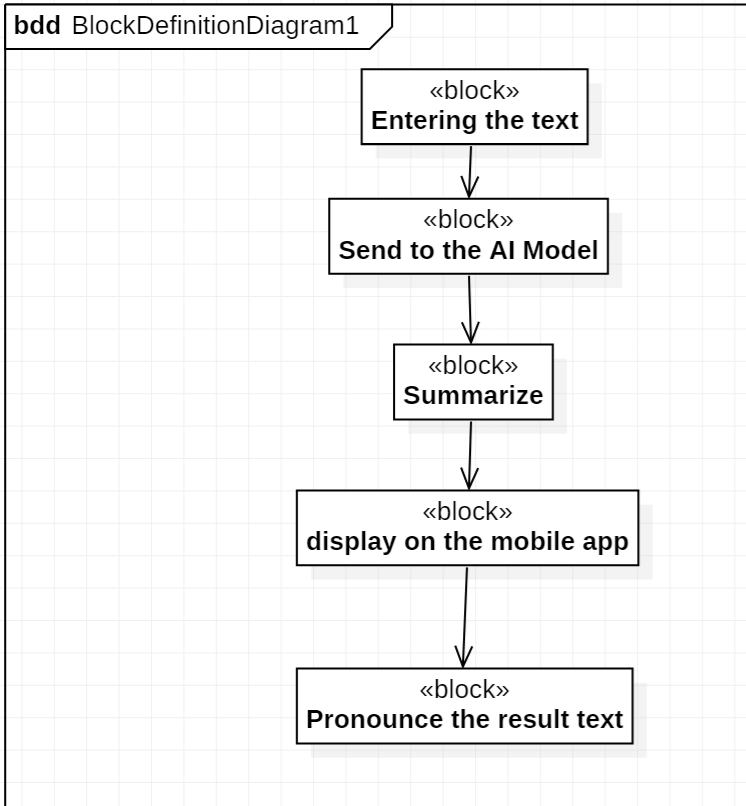 bdd BlockDefinitionDiagram1
«block»
Entering the text
«block»
Send to the AI Model
«block»
Summarize
«block»
display on the mobile app
«block»
Pronounce the result text